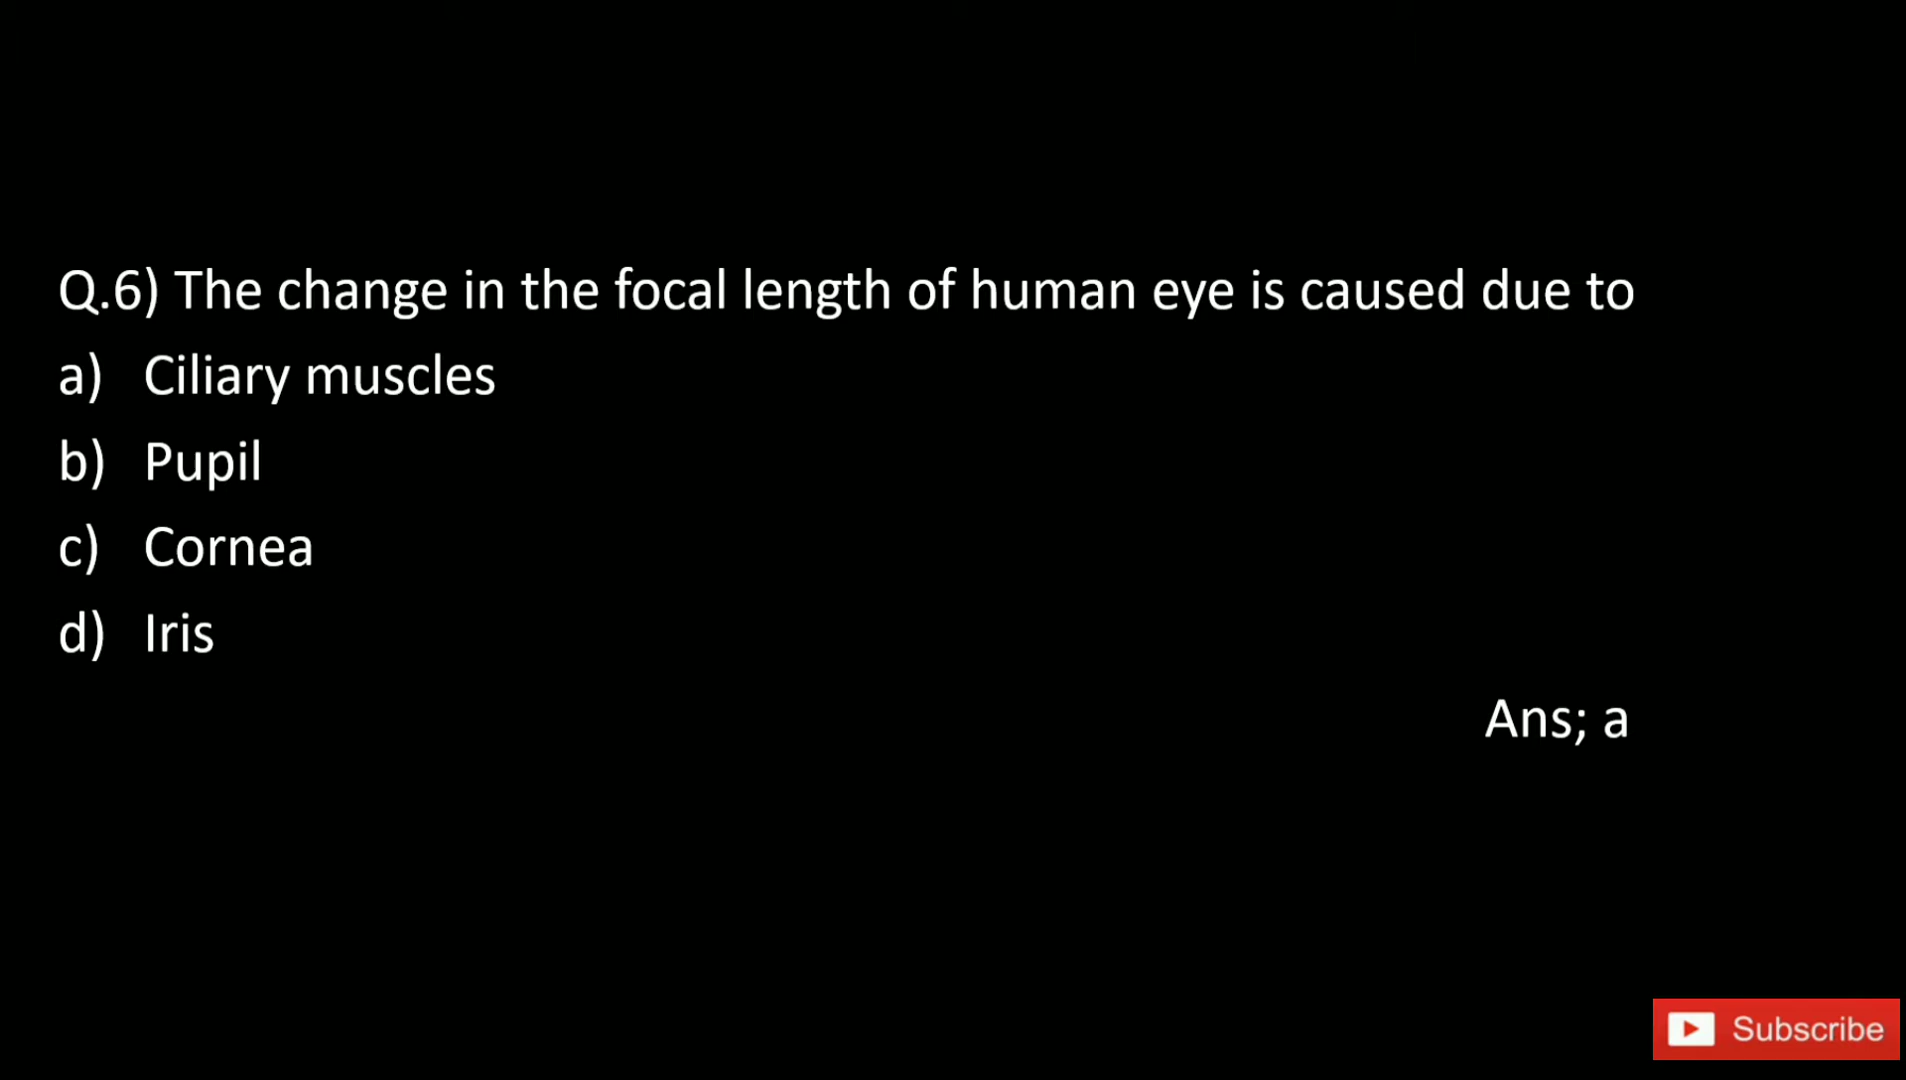 Q.6) The change in the focal length of human eye is caused due to
a) Ciliary muscles
b) Pupil
c) Cornea
d) Iris
Ans; a
Subscribe